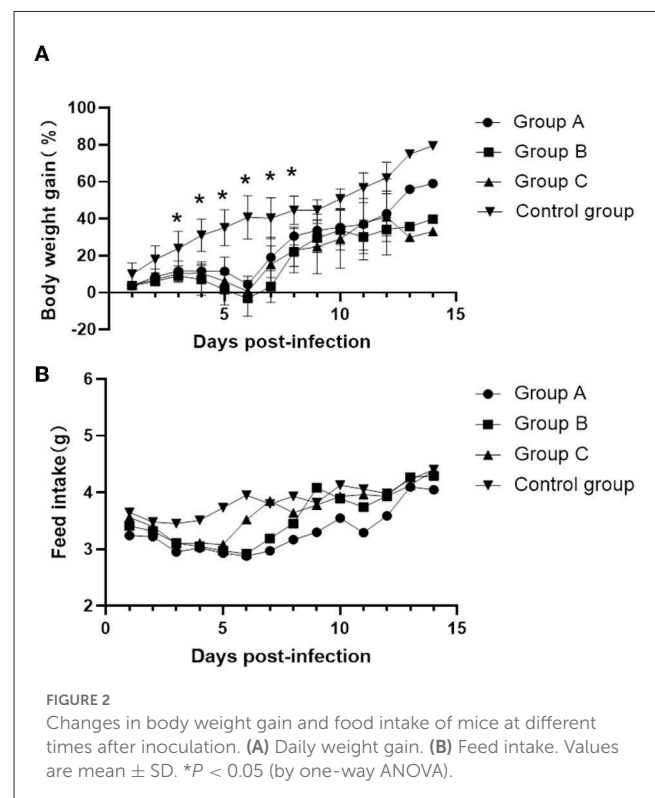 A
Body weight gain( %)
100
80
60
40
20
0
-20
* * * * * *
5
10
15
Days post-infection
Group A
Group B
Group C
Control group
B
Feed intake(g)
6
5
4
3
2
0
5
10
15
Days post-infection
Group A
Group B
Group C
Control group
FIGURE 2
Changes in body weight gain and food intake of mice at different
times after inoculation. (A) Daily weight gain. (B) Feed intake. Values
are mean ± SD. *P < 0.05 (by one-way ANOVA).